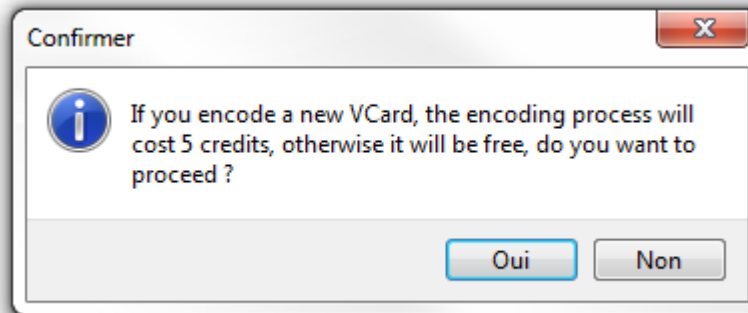 Confirmer
If you encode a new VCard, the encoding process will
cost 5 credits, otherwise it will be free, do you want to
proceed ?
Oui
Non